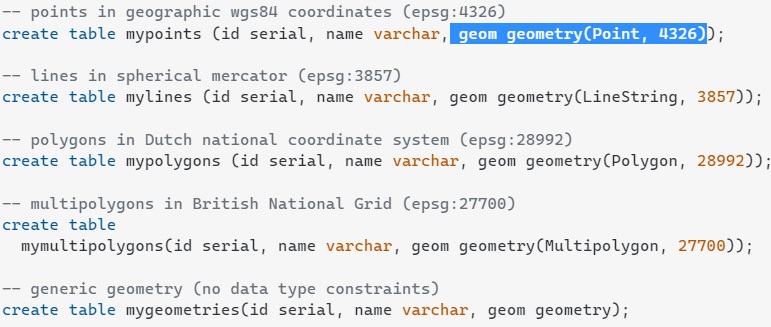 -- points in geographic wgs84 coordinates (epsg:4326)
create table mypoints (id serial, name varchar, geom geometry(Point, 4326));
-- lines in spherical mercator (epsg:3857)
create table mylines (id serial, name varchar, geom geometry(LineString, 3857));
-- polygons in Dutch national coordinate system (epsg:28992)
create table mypolygons (id serial, name varchar, geom geometry(Polygon, 28992));
-- multipolygons in British National Grid (epsg:27700)
create table
mymultipolygons(id serial, name varchar, geom geometry(Multipolygon, 27700));
-- generic geometry (no data type constraints)
create table mygeometries(id serial, name varchar, geom geometry);